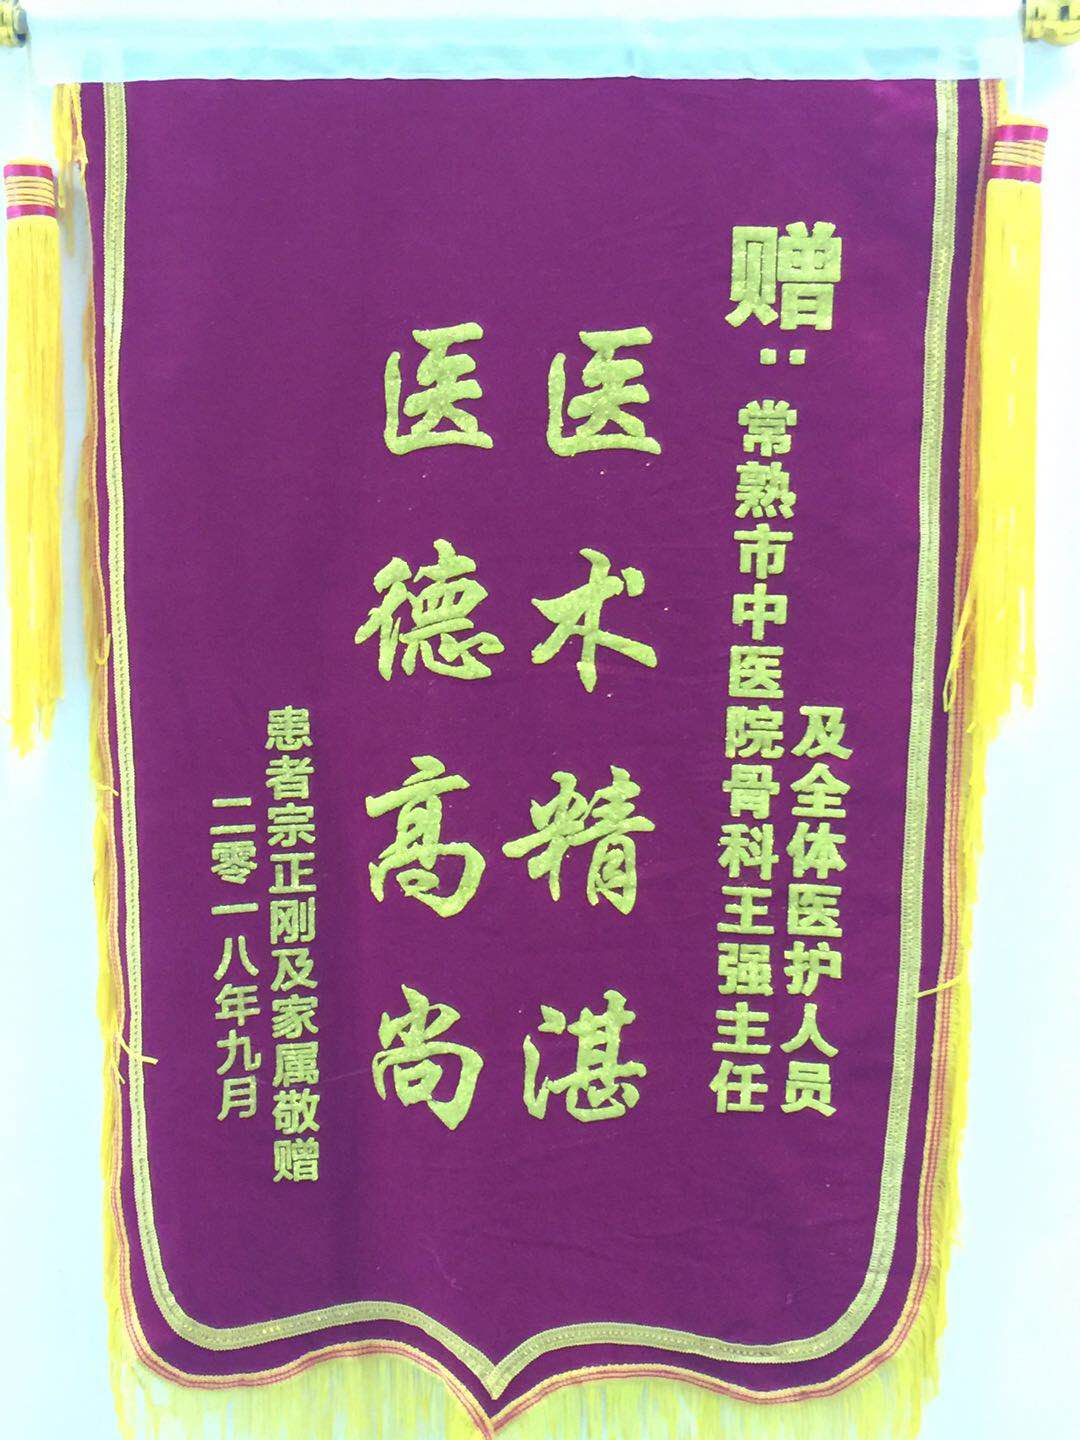 赠：常熟市中医院骨科王强主任
及全体医护人员
医术精湛
医德高尚
患者宗正刚及家属敬赠
二零一八年九月